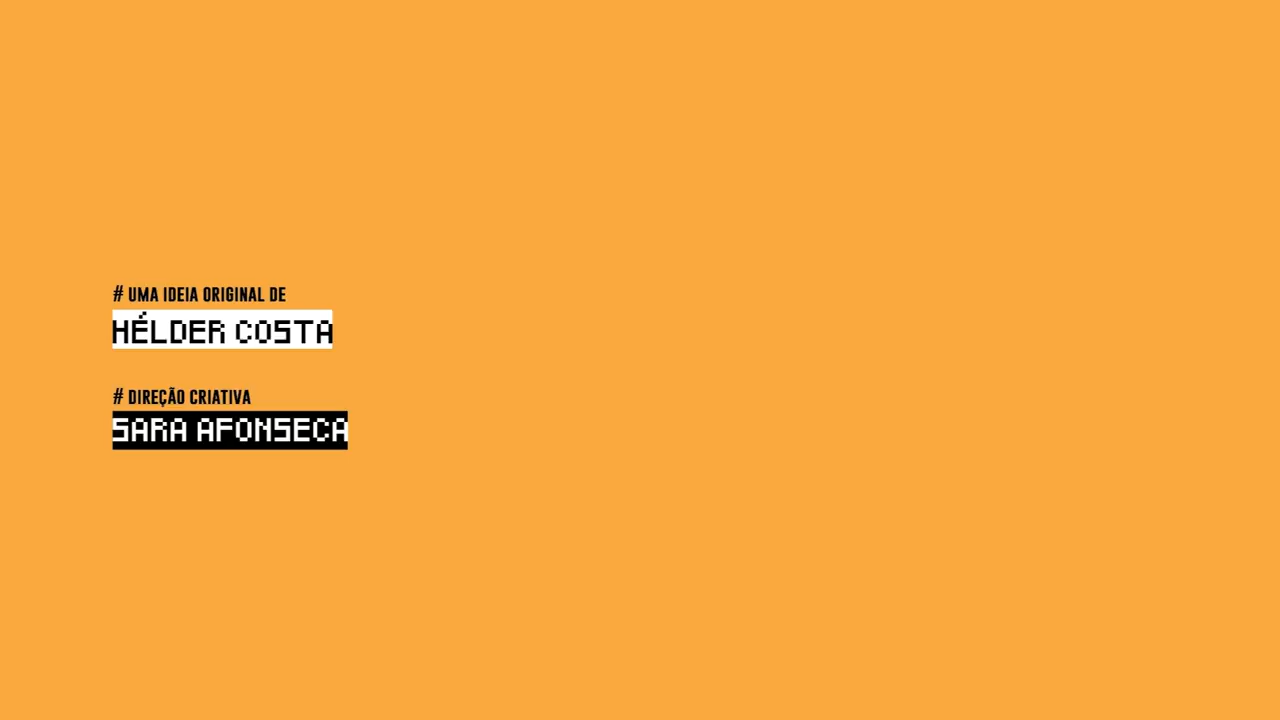 # UMA IDEIA ORIGINAL DE
HÉLDER COSTA
# DIREÇÃO CRIATIVA
SARA AFONSECA